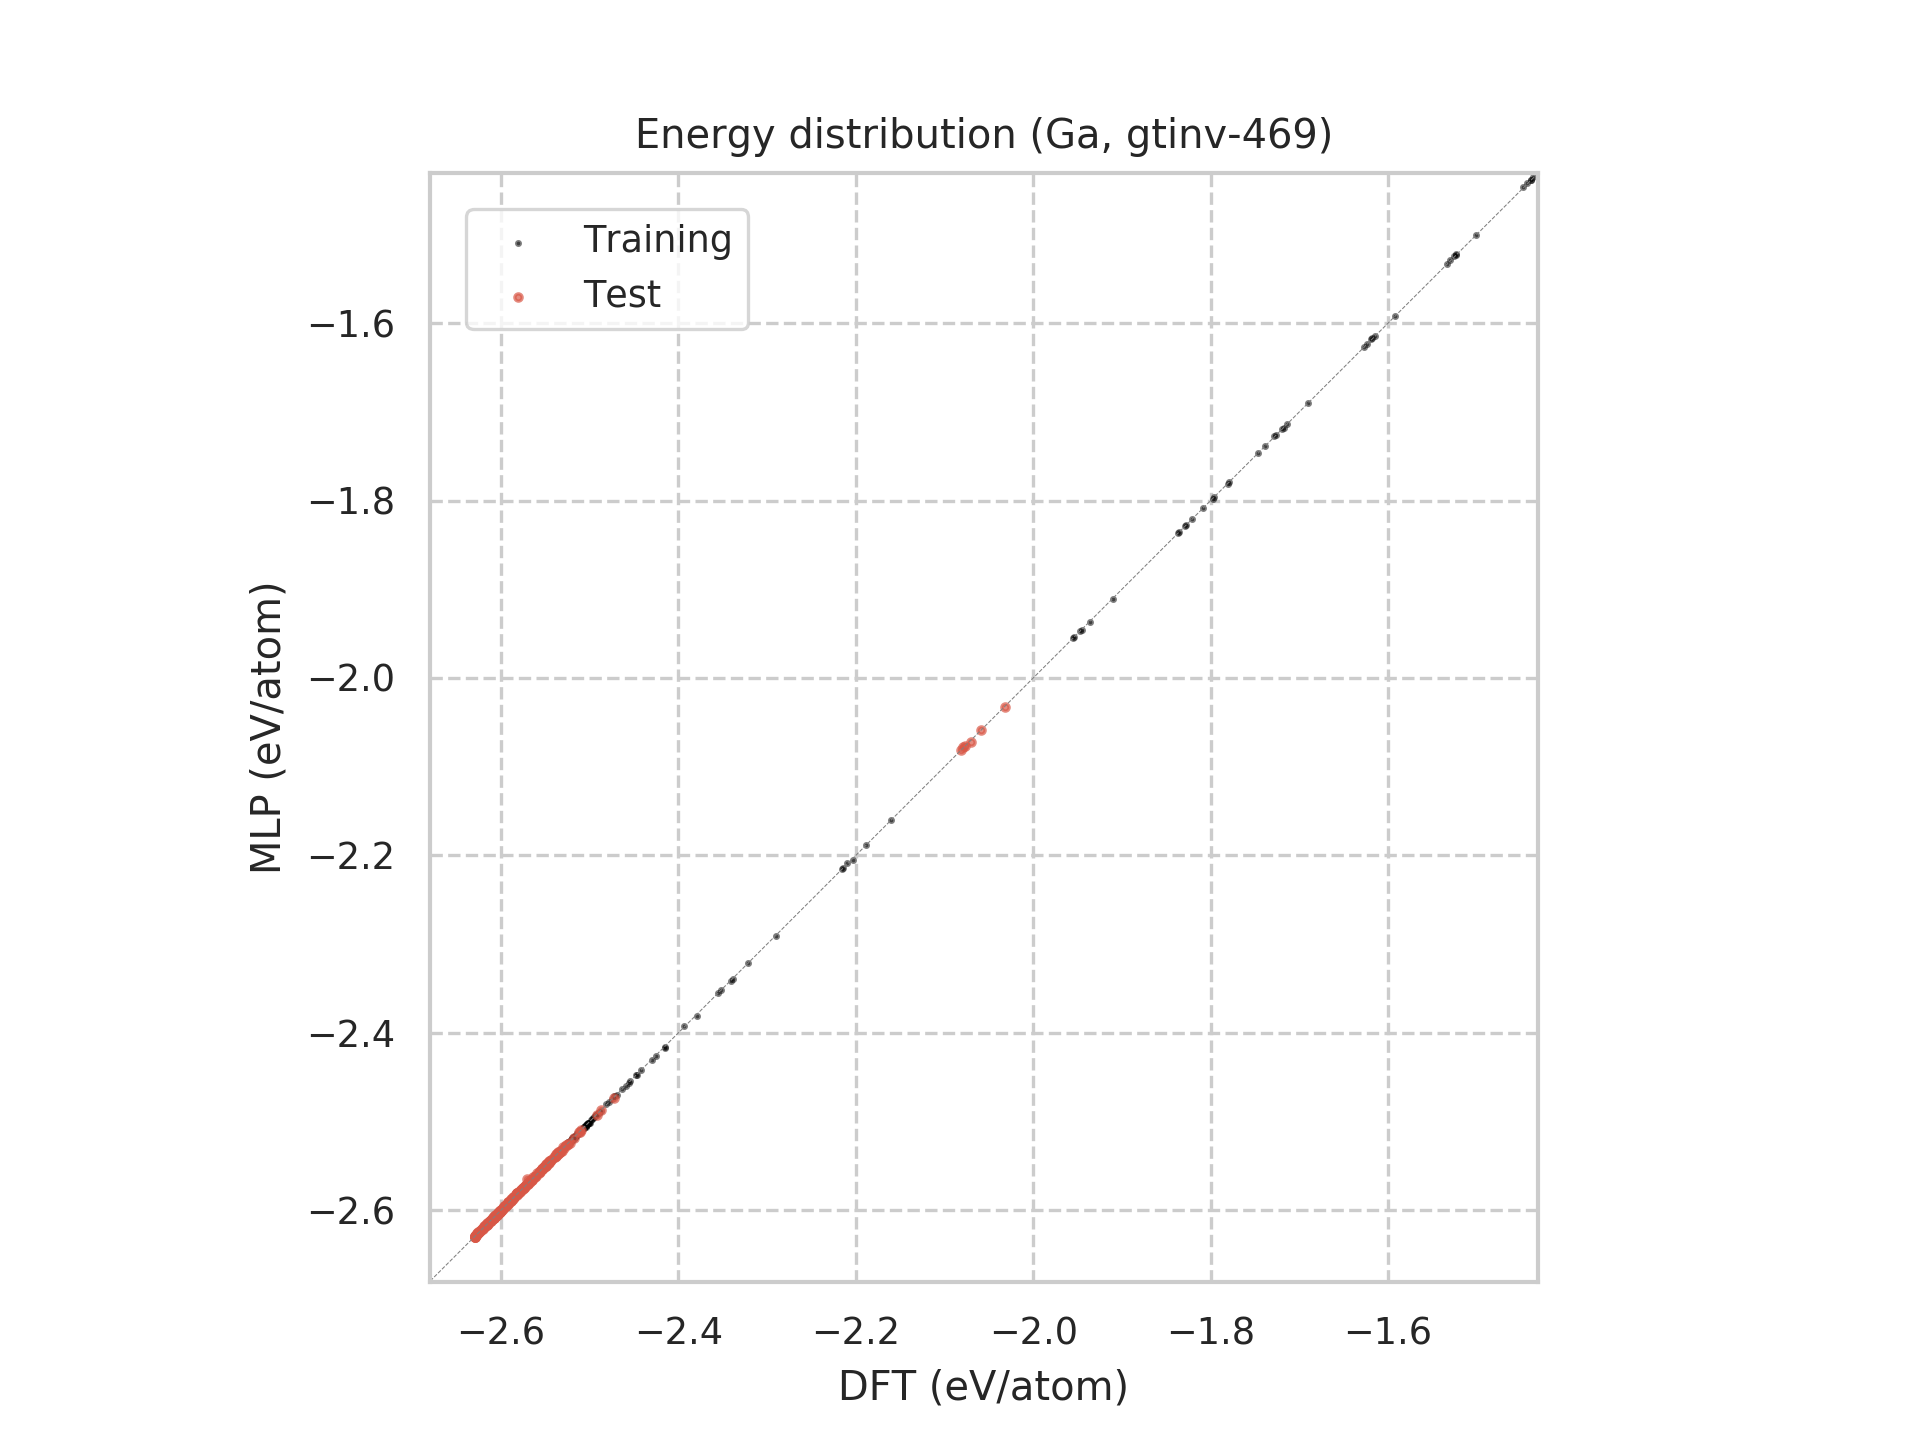 Energy distribution (Ga, gtinv-469)
Training
Test
−1.6
−1.8
−2.0
−2.2
−2.4
−2.6
MLP (eV/atom)
−2.6 −2.4 −2.2 −2.0 −1.8 −1.6
DFT (eV/atom)